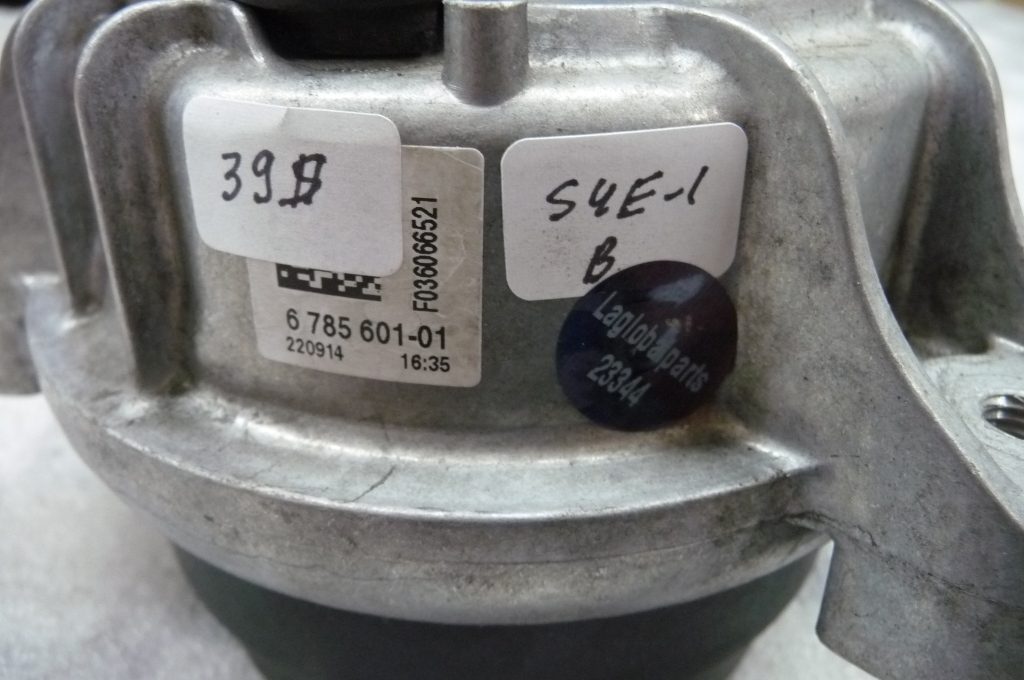 39
F036066521
6 785 601-01
220914 16:35
S4E-1
B.
Laglobalparts
23344